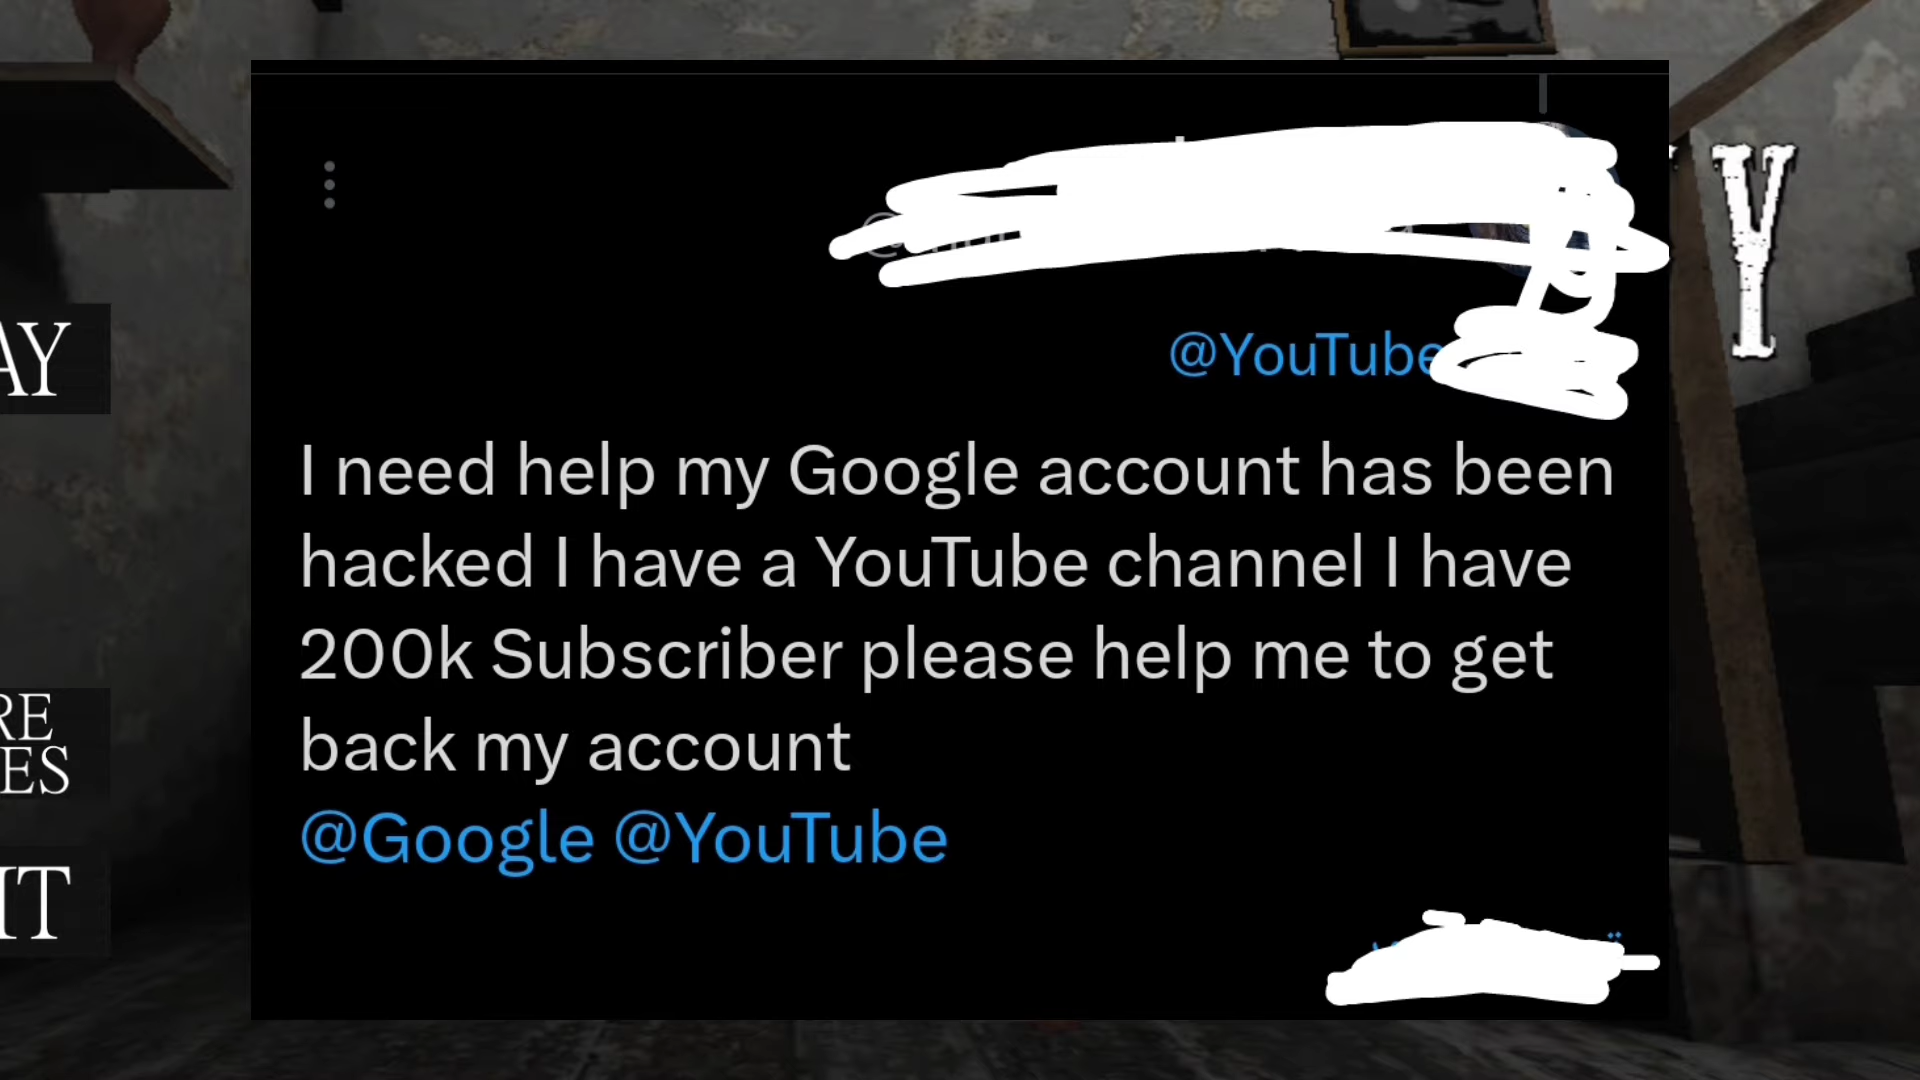 Y
@YouTube
I need help my Google account has been
hacked I have a YouTube channel I have
200k Subscriber please help me to get
back my account
@Google @YouTube
AY
RE
ES
IT